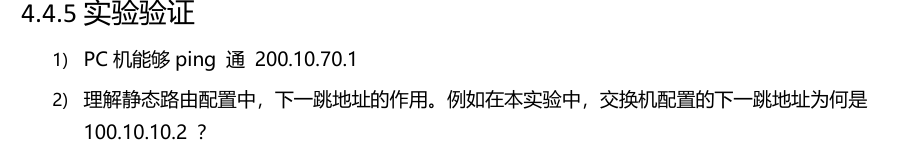 4.4.5 实验验证
1) PC 机能够 ping 通 200.10.70.1
2) 理解静态路由配置中，下一跳地址的作用。例如在本实验中，交换机配置的下一跳地址为何是
100.10.10.2 ？